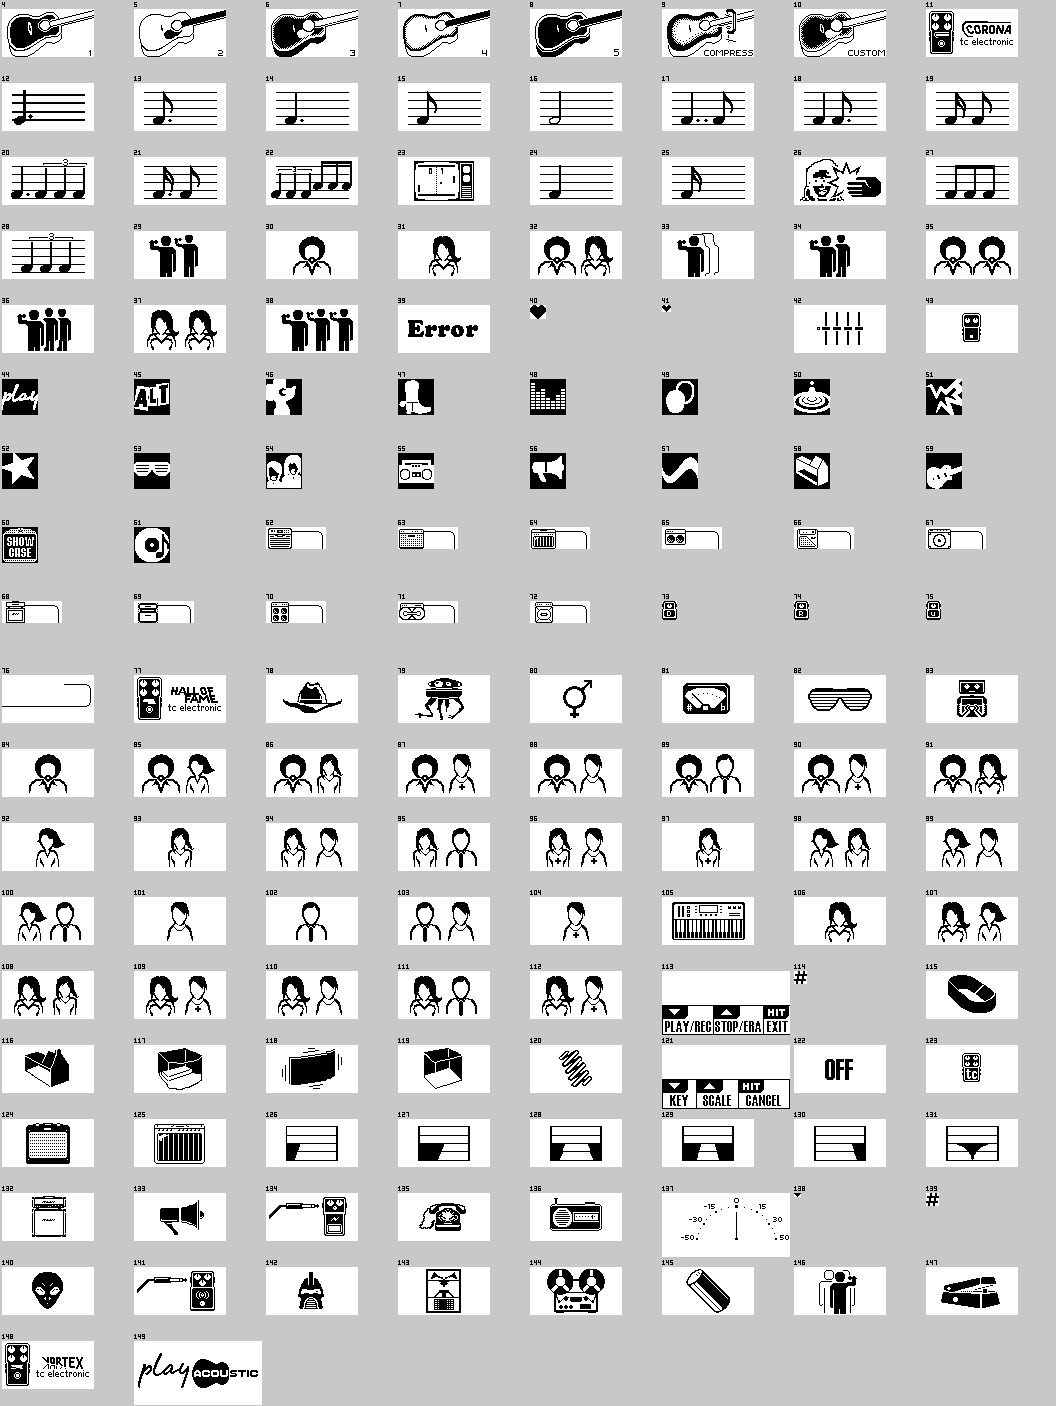 4 5 6 7 8 9 10 11
1 2 3 4 5 COMPRESS CUSTOM CORONA
tc electronic
12 13 14 15 16 17 18 19
20 21 22 23 24 25 26 27
3 3
28 29 30 31 32 33 34 35
3
36 37 38 39 40 41 42 43
Error
44 45 46 47 48 49 50 51
play ALT
52 53 54 55 56 57 58 59
60 61 62 63 64 65 66 67
SHOW
CASE
68 69 70 71 72 73 74 75
76 77 78 79 80 81 82 83
HALL OF
FAME
tc electronic
# b
84 85 86 87 88 89 90 91
92 93 94 95 96 97 98 99
100 101 102 103 104 105 106 107
108 109 110 111 112 113 114 115
#
HIT
PLAY/REC STOP/ERA EXIT
116 117 118 119 120 121 122 123
OFF tc
HIT
KEY SCALE CANCEL
124 125 126 127 128 129 130 131
132 133 134 135 136 137 138 139
-50 -30 -15 0 15 30 50
#
140 141 142 143 144 145 146 147
148 149
VORTEX
tc electronic
play ACOUSTIC